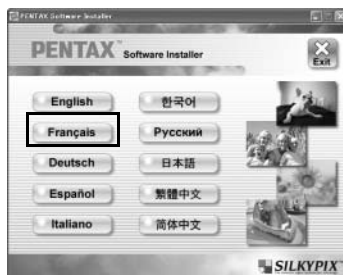 PENTAX Software Installer
PENTAX™ Software Installer
Exit
English
한국어
Français
Русский
Deutsch
日本語
Español
繁體中文
Italiano
简体中文
SILKYPIX